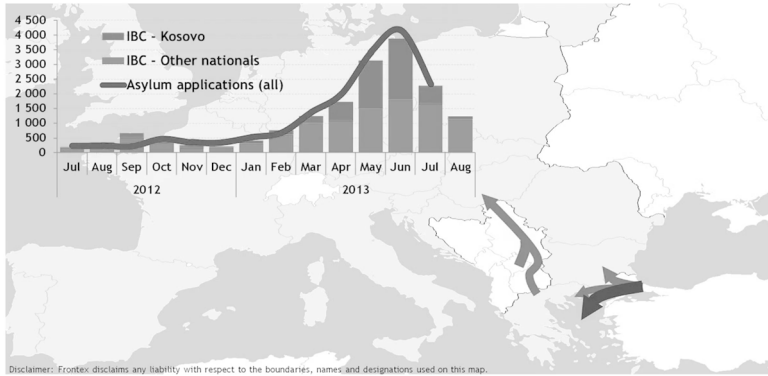 4 500
4 000
3 500
3 000
2 500
2 000
1 500
1 000
500
0
IBC - Kosovo
IBC - Other nationals
Asylum applications (all)
Jul Aug Sep Oct Nov Dec Jan Feb Mar Apr May Jun Jul Aug
2012 2013
Disclaimer: Frontex disclaims any liability with respect to the boundaries, names and designations used on this map.